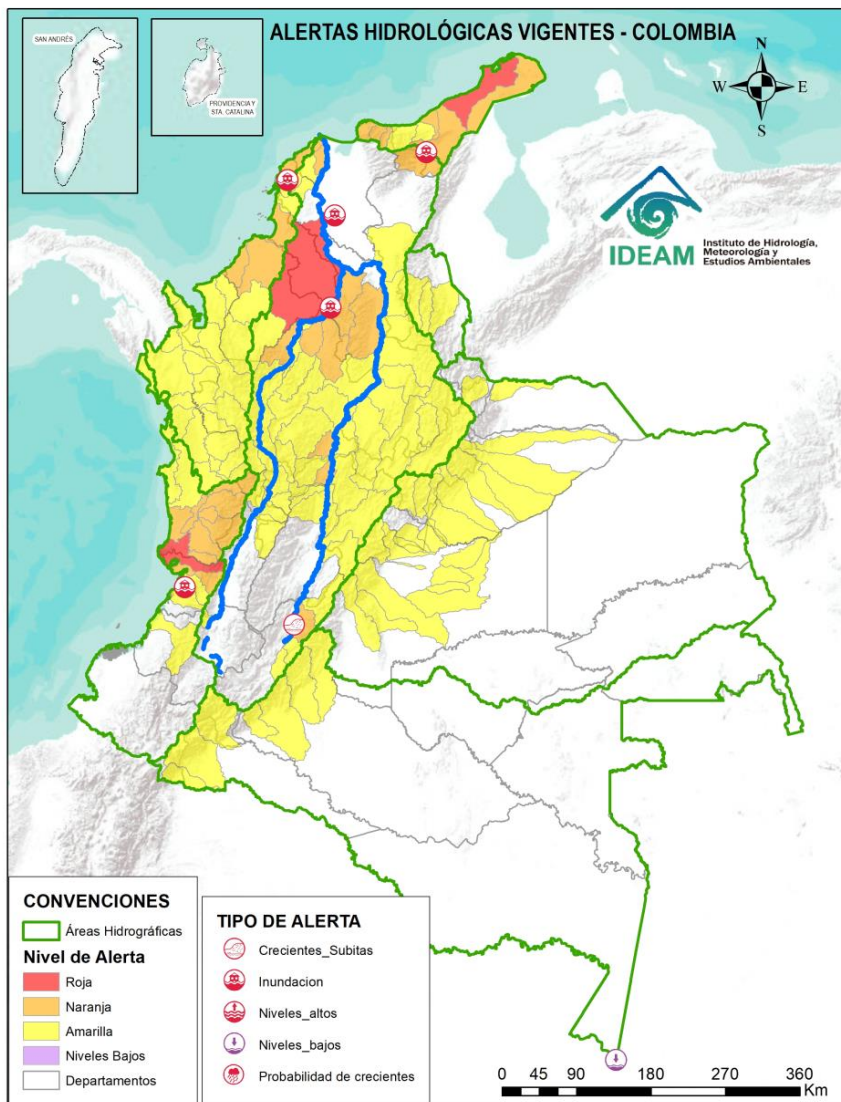 ALERTAS HIDROLÓGICAS VIGENTES - COLOMBIA
SAN ANDRÉS
PROVIDENCIA Y
STA. CATALINA
N
W
E
S
IDEAM
Instituto de Hidrología,
Meteorología y
Estudios Ambientales
CONVENCIONES
Áreas Hidrográficas
Nivel de Alerta
Roja
Naranja
Amarilla
Niveles Bajos
Departamentos
TIPO DE ALERTA
Crecientes_Subitas
Inundacion
Niveles_altos
Niveles_bajos
Probabilidad de crecientes
0 45 90 180 270 360
Km